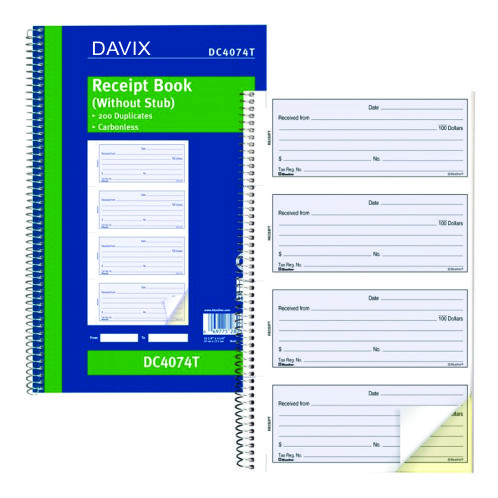 DAVIX
DC4074T
Receipt Book
(Without Stub)
• 200 Duplicates
• Carbonless
From:
To:
DC4074T
Date
Received from
100 Dollars
$ No.
Tax Reg. No.
Blueline®
RECEIPT
Date
Received from
100 Dollars
$ No.
Tax Reg. No.
Blueline®
RECEIPT
Date
Received from
100 Dollars
$ No.
Tax Reg. No.
Blueline®
RECEIPT
Date
Received from
Dollars
$ No.
Tax Reg. No.
Blueline
Blueline®
RECEIPT